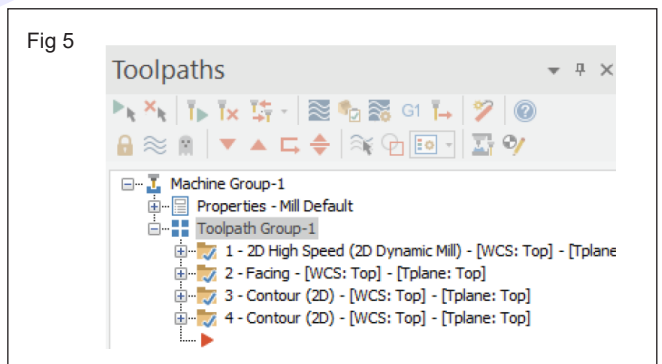 Fig 5
Toolpaths
G1
Machine Group-1
Properties - Mill Default
Toolpath Group-1
1 - 2D High Speed (2D Dynamic Mill) - [WCS: Top] - [Tplane
2 - Facing - [WCS: Top] - [Tplane: Top]
3 - Contour (2D) - [WCS: Top] - [Tplane: Top]
4 - Contour (2D) - [WCS: Top] - [Tplane: Top]